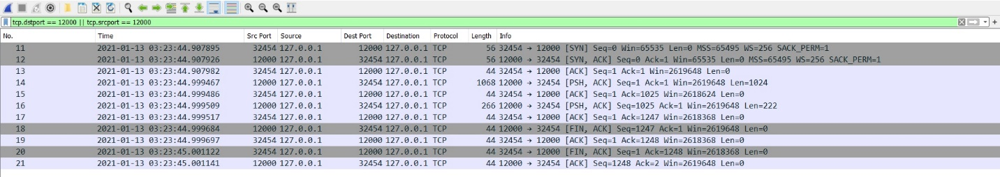 tcp.dstport == 12000 || tcp.srcport == 12000
No. Time Src Port Source Dest Port Destination Protocol Length Info
11 2021-01-13 03:23:44.907895 32454 127.0.0.1 12000 127.0.0.1 TCP 56 32454 → 12000 [SYN] Seq=0 Win=65535 Len=0 MSS=65495 WS=256 SACK_PERM=1
12 2021-01-13 03:23:44.907926 12000 127.0.0.1 32454 127.0.0.1 TCP 56 12000 → 32454 [SYN, ACK] Seq=0 Ack=1 Win=65535 Len=0 MSS=65495 WS=256 SACK_PERM=1
13 2021-01-13 03:23:44.907982 32454 127.0.0.1 12000 127.0.0.1 TCP 44 32454 → 12000 [ACK] Seq=1 Ack=1 Win=2619648 Len=0
14 2021-01-13 03:23:44.999467 12000 127.0.0.1 32454 127.0.0.1 TCP 1068 12000 → 32454 [PSH, ACK] Seq=1 Ack=1 Win=2619648 Len=1024
15 2021-01-13 03:23:44.999486 32454 127.0.0.1 12000 127.0.0.1 TCP 44 32454 → 12000 [ACK] Seq=1 Ack=1025 Win=2618624 Len=0
16 2021-01-13 03:23:44.999509 12000 127.0.0.1 32454 127.0.0.1 TCP 266 12000 → 32454 [PSH, ACK] Seq=1025 Ack=1 Win=2619648 Len=222
17 2021-01-13 03:23:44.999517 32454 127.0.0.1 12000 127.0.0.1 TCP 44 32454 → 12000 [ACK] Seq=1 Ack=1247 Win=2618368 Len=0
18 2021-01-13 03:23:44.999684 12000 127.0.0.1 32454 127.0.0.1 TCP 44 12000 → 32454 [FIN, ACK] Seq=1247 Ack=1 Win=2619648 Len=0
19 2021-01-13 03:23:44.999697 32454 127.0.0.1 12000 127.0.0.1 TCP 44 32454 → 12000 [ACK] Seq=1 Ack=1248 Win=2618368 Len=0
20 2021-01-13 03:23:45.001122 32454 127.0.0.1 12000 127.0.0.1 TCP 44 32454 → 12000 [FIN, ACK] Seq=1 Ack=1248 Win=2618368 Len=0
21 2021-01-13 03:23:45.001141 12000 127.0.0.1 32454 127.0.0.1 TCP 44 12000 → 32454 [ACK] Seq=1248 Ack=2 Win=2619648 Len=0